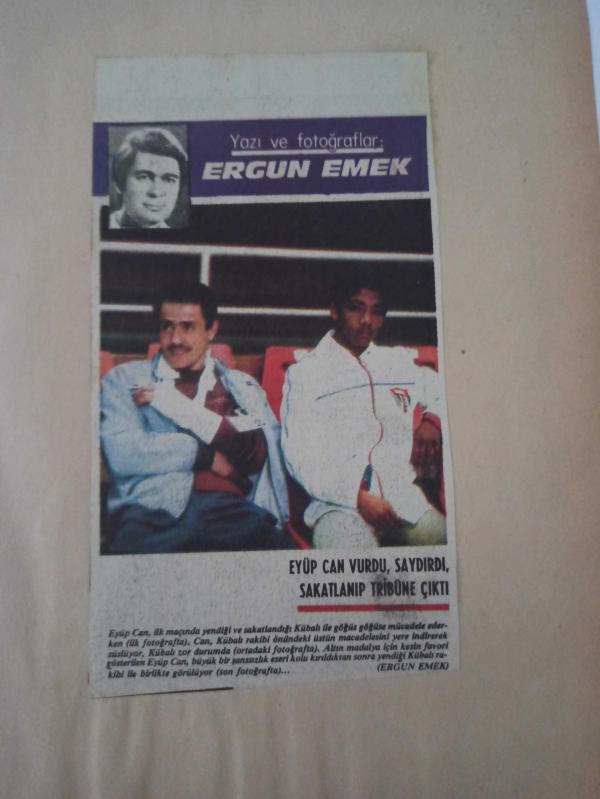 Yazı ve fotoğraflar:
ERGUN EMEK
EYÜP CAN VURDU, SAYDIRDI,
SAKATLANIP TRİBÜNE ÇIKTI
Eyüp Can, ilk maçında yendiği ve sakatlandığı Kübalı ile göğüs göğüse mücadele eder-
ken (ilk fotoğrafta), Can, Kübalı rakibi önündeki üstün macadelesini yere indirerek
süslüyor, Kübalı zor durumda (ortadaki fotoğrafta). Altın madalya için kesin favori
gösterilen Eyüp Can, büyük bir şanssızlık eseri kolu kırıldıktan sonra yendiği Kübalı ra-
kibi ile birlikte görülüyor (son fotoğrafta)... (ERGUN EMEK)